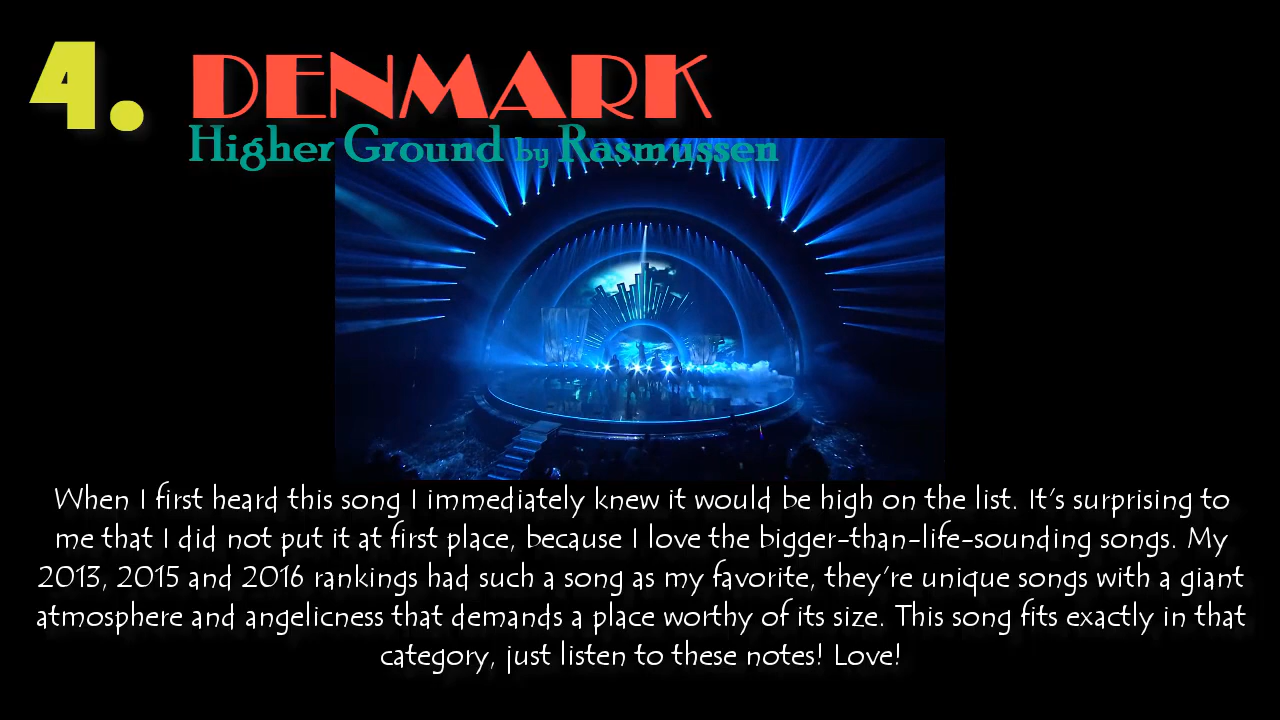 4. DENMARK
Higher Ground by Rasmussen
When I first heard this song I immediately knew it would be high on the list. It's surprising to
me that I did not put it at first place, because I love the bigger-than-life-sounding songs. My
2013, 2015 and 2016 rankings had such a song as my favorite, they're unique songs with a giant
atmosphere and angelicness that demands a place worthy of its size. This song fits exactly in that
category, just listen to these notes! Love!